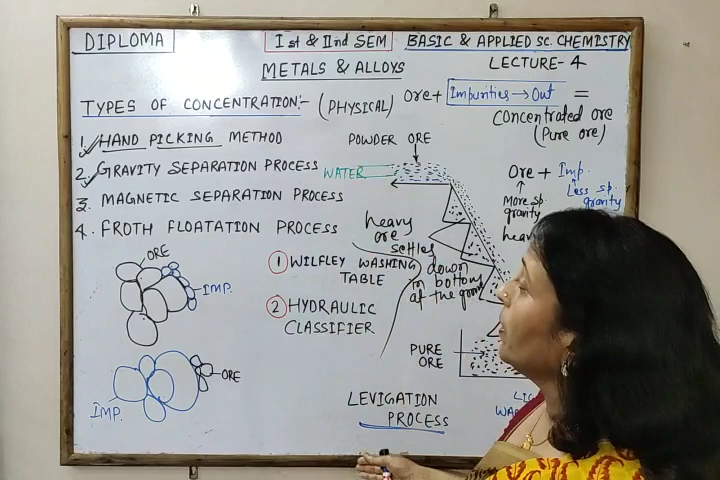 DIPLOMA
Ist & IInd SEM
BASIC & APPLIED SC. CHEMISTRY
METALS & ALLOYS
LECTURE-4
TYPES OF CONCENTRATION:- (PHYSICAL)
Ore + Impurities → Out =
Concentrated ore
(Pure ore)
1. HAND PICKING METHOD
2. GRAVITY SEPARATION PROCESS
3. MAGNETIC SEPARATION PROCESS
4. FROTH FLOATATION PROCESS
POWDER ORE
WATER
Ore + Imp.
More sp.
gravity
Less sp.
gravity
heavy
ore
settles
down
in bottom
of the groove
ORE
IMP.
1 WILFLEY WASHING
TABLE
2 HYDRAULIC
CLASSIFIER
IMP.
ORE
PURE
ORE
LEVIGATION
PROCESS